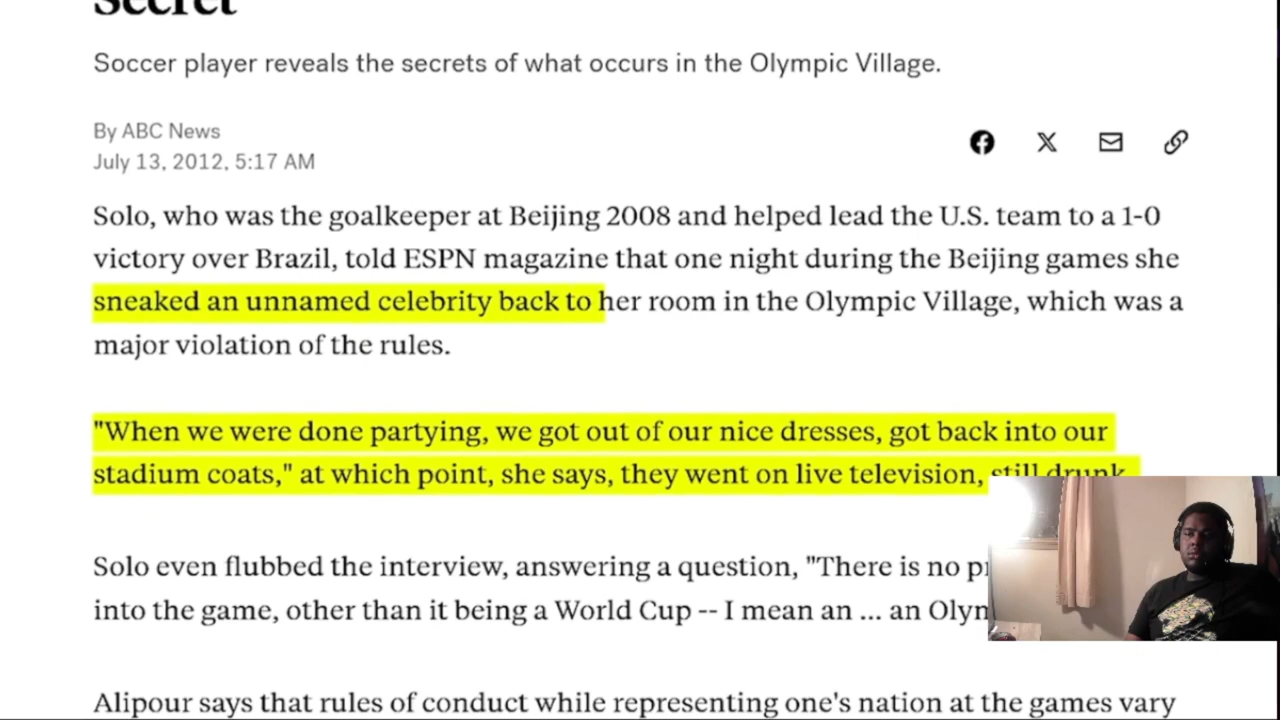 Secret
Soccer player reveals the secrets of what occurs in the Olympic Village.
By ABC News
July 13, 2012, 5:17 AM
Solo, who was the goalkeeper at Beijing 2008 and helped lead the U.S. team to a 1-0
victory over Brazil, told ESPN magazine that one night during the Beijing games she
sneaked an unnamed celebrity back to her room in the Olympic Village, which was a
major violation of the rules.
"When we were done partying, we got out of our nice dresses, got back into our
stadium coats," at which point, she says, they went on live television, still drunk
Solo even flubbed the interview, answering a question, "There is no
into the game, other than it being a World Cup -- I mean an ... an
Alipour says that rules of conduct while representing one's nation at the games vary